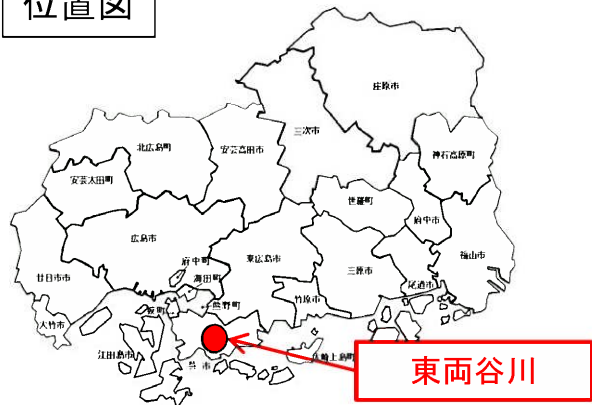 位置図
庄原市
三次市
北広島町
安芸高田市
神石高原町
安芸太田町
世羅町
府中市
広島市
府中町
東広島市
三原市
福山市
廿日市市
海田町
尾道市
熊野町
竹原市
坂町
大竹市
江田島市
大崎上島町
呉市
東両谷川